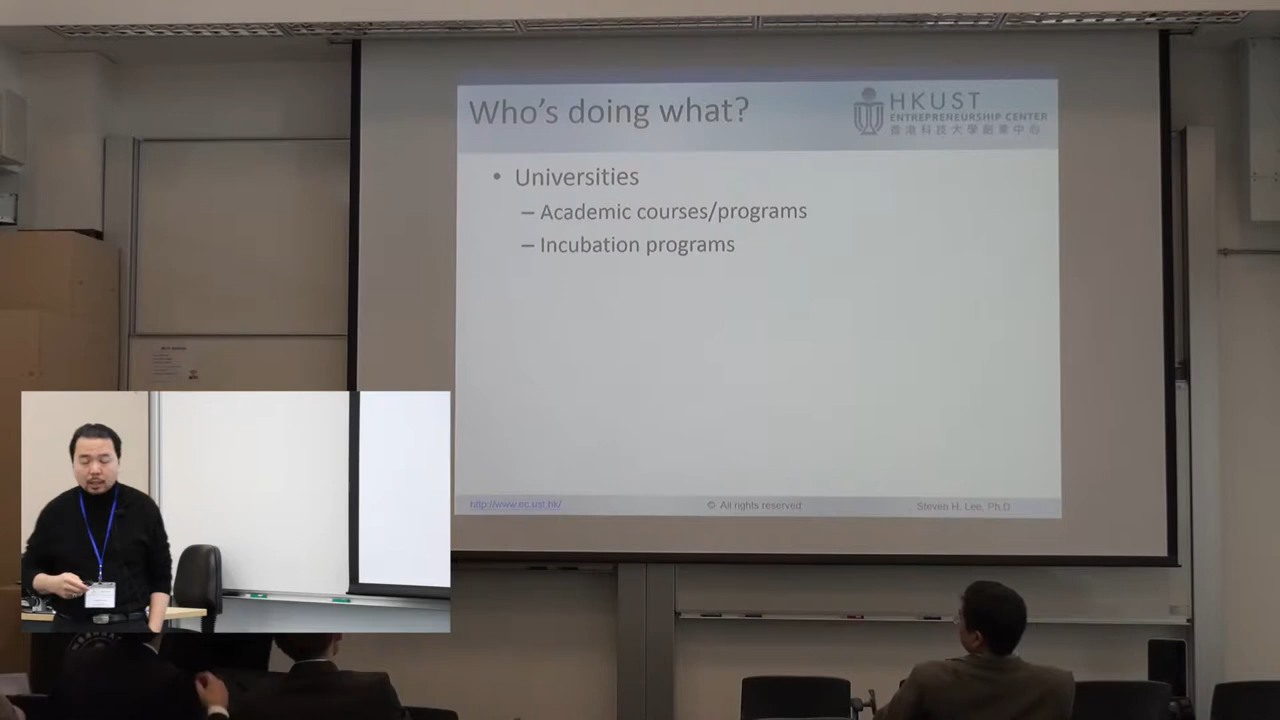 Who's doing what?
HKUST
ENTREPRENEURSHIP CENTER
香港科技大學創業中心
• Universities
– Academic courses/programs
– Incubation programs
http://www.ec.ust.hk/
© All rights reserved
Steven H. Lee, Ph.D